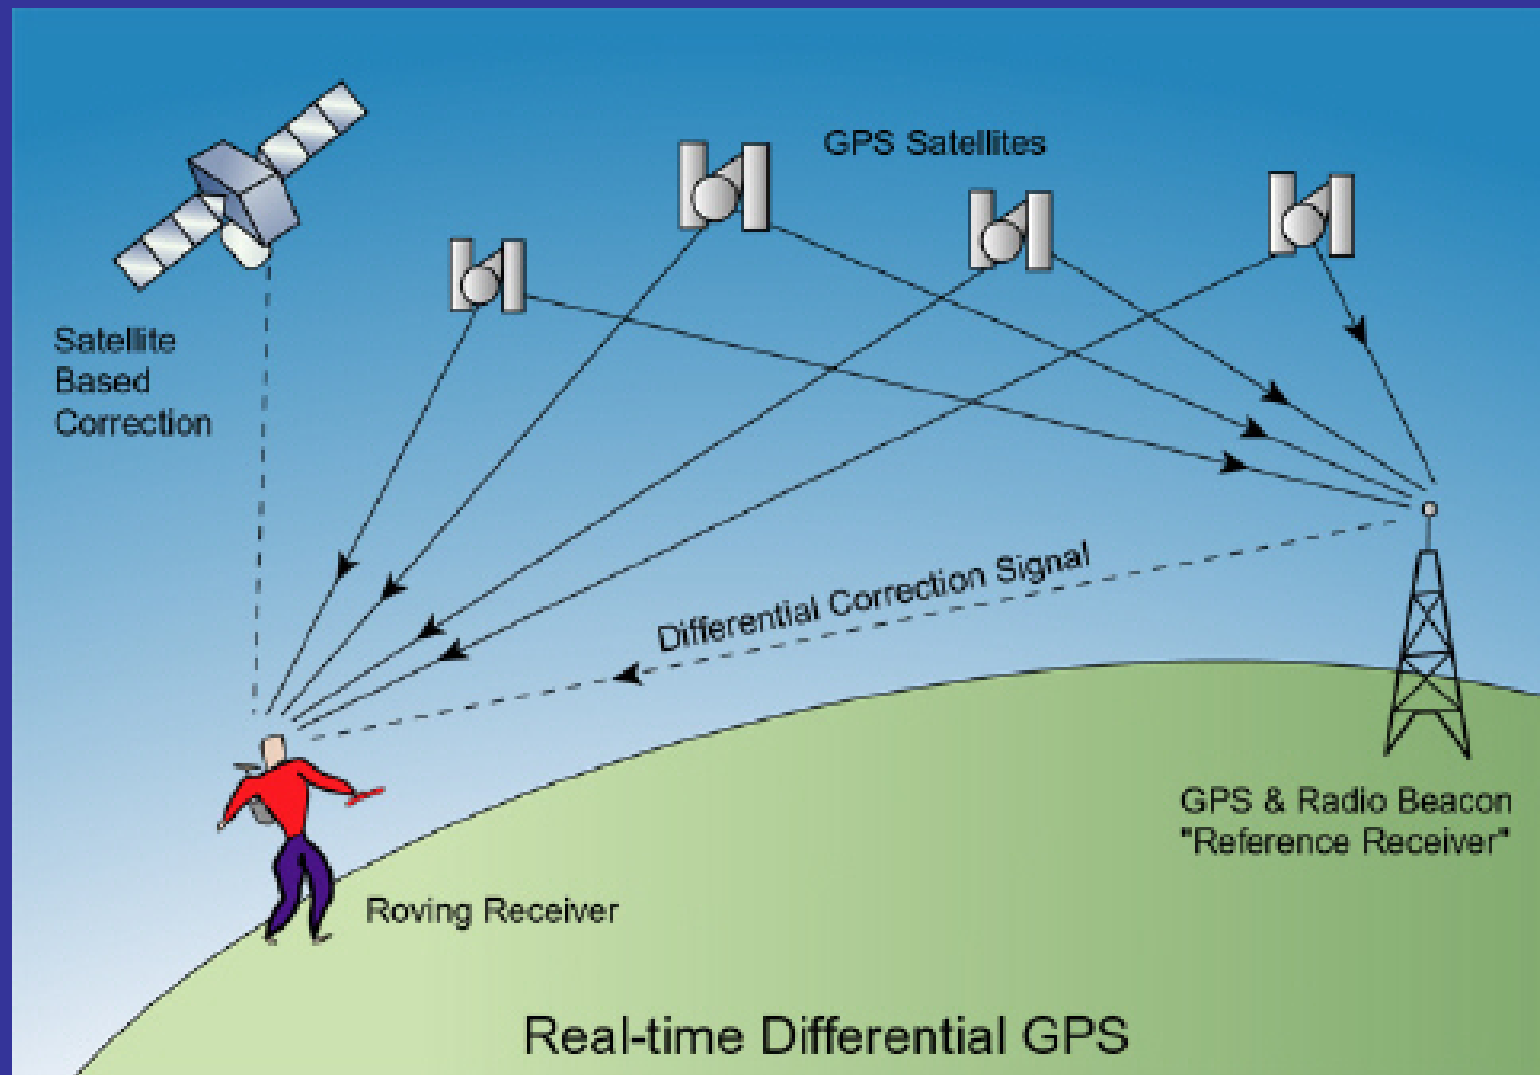 GPS Satellites
Satellite
Based
Correction
Differential Correction Signal
GPS & Radio Beacon
"Reference Receiver"
Roving Receiver
Real-time Differential GPS